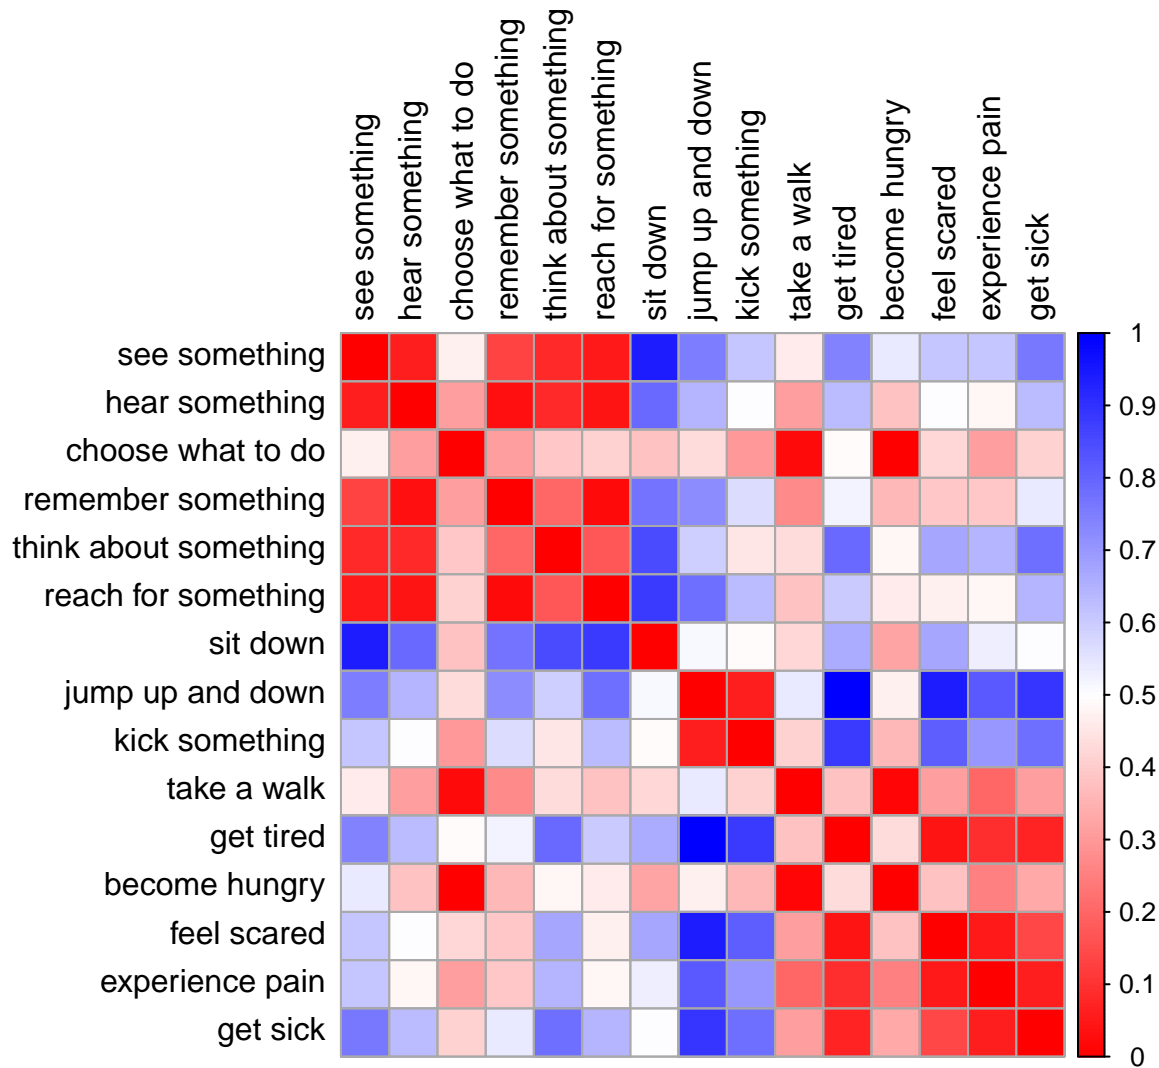 see something
hear something
choose what to do
remember something
think about something
reach for something
sit down
jump up and down
kick something
take a walk
get tired
become hungry
feel scared
experience pain
get sick
see something
hear something
choose what to do
remember something
think about something
reach for something
sit down
jump up and down
kick something
take a walk
get tired
become hungry
feel scared
experience pain
get sick
1
0.9
0.8
0.7
0.6
0.5
0.4
0.3
0.2
0.1
0